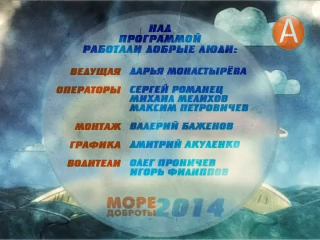 А
НАД
ПРОГРАММОЙ
РАБОТАЛИ ДОБРЫЕ ЛЮДИ:
ВЕДУЩАЯ ДАРЬЯ МОНАСТЫРЁВА
ОПЕРАТОРЫ СЕРГЕЙ РОМАНЕЦ
МИХАИЛ МЕЛИХОВ
МАКСИМ ПЕТРОВИЧЕВ
МОНТАЖ ВАЛЕРИЙ БАЖЕНОВ
ГРАФИКА ДМИТРИЙ АКУЛЕНКО
ВОДИТЕЛИ ОЛЕГ ПРОНИЧЕВ
ИГОРЬ ФИЛИППОВ
МОРЕ
ДОБРОТЫ 2014